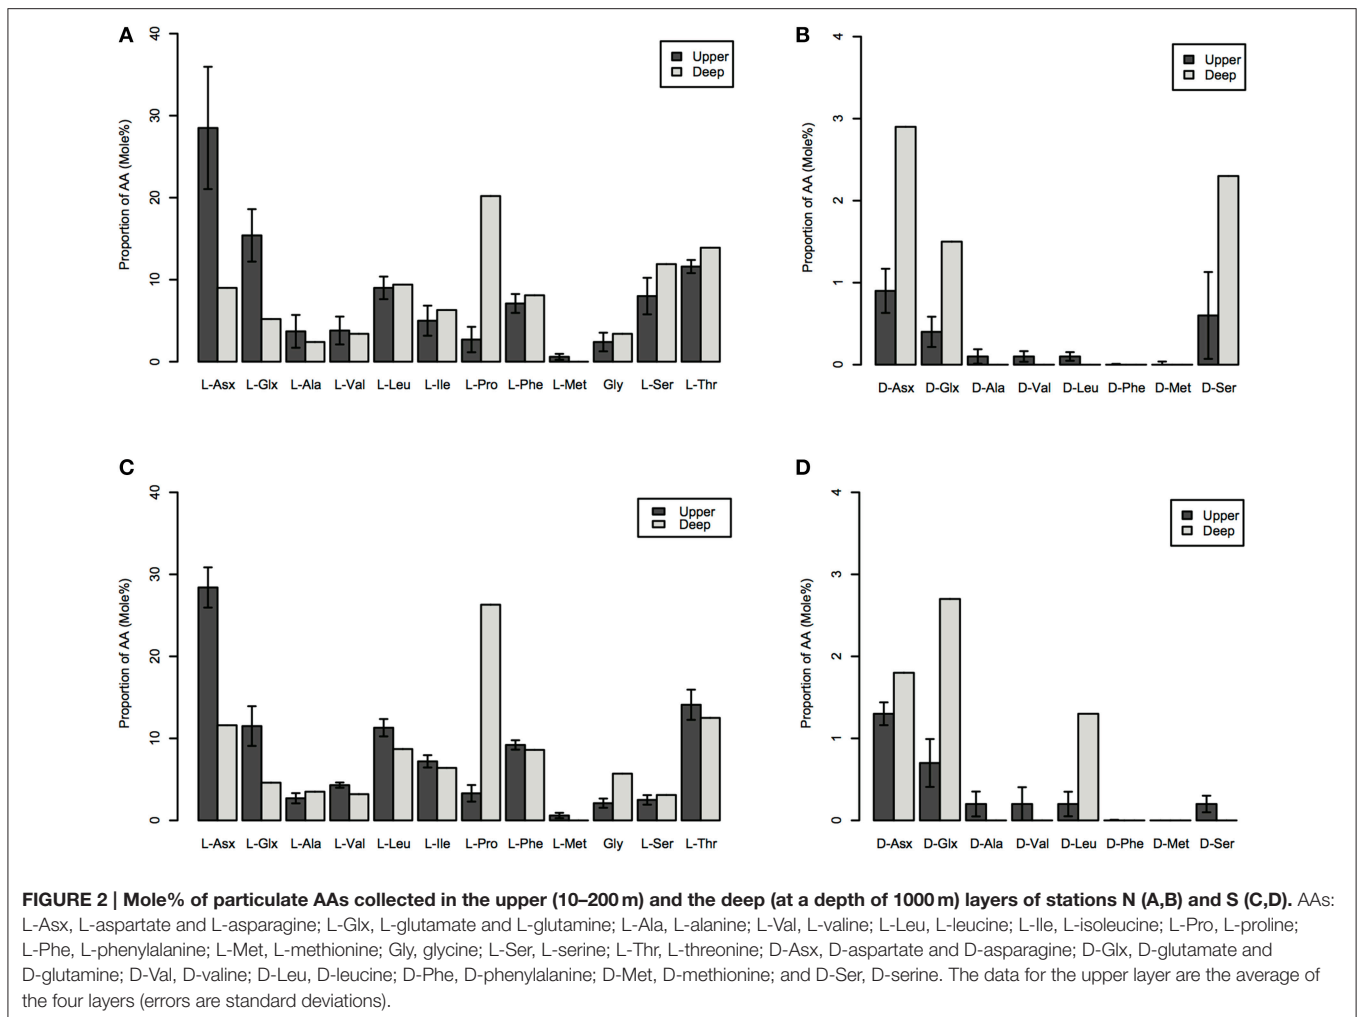 A
40
30
20
10
0
Proportion of AA (Mole%)
Upper
Deep
L-Asx L-Glx L-Ala L-Val L-Leu L-Ile L-Pro L-Phe L-Met Gly L-Ser L-Thr
B
4
3
2
1
0
Proportion of AA (Mole%)
Upper
Deep
D-Asx D-Glx D-Ala D-Val D-Leu D-Phe D-Met D-Ser
C
40
30
20
10
0
Proportion of AA (Mole%)
Upper
Deep
L-Asx L-Glx L-Ala L-Val L-Leu L-Ile L-Pro L-Phe L-Met Gly L-Ser L-Thr
D
4
3
2
1
0
Proportion of AA (Mole%)
Upper
Deep
D-Asx D-Glx D-Ala D-Val D-Leu D-Phe D-Met D-Ser
FIGURE 2 | Mole% of particulate AAs collected in the upper (10–200 m) and the deep (at a depth of 1000 m) layers of stations N (A,B) and S (C,D). AAs:
L-Asx, L-aspartate and L-asparagine; L-Glx, L-glutamate and L-glutamine; L-Ala, L-alanine; L-Val, L-valine; L-Leu, L-leucine; L-Ile, L-isoleucine; L-Pro, L-proline;
L-Phe, L-phenylalanine; L-Met, L-methionine; Gly, glycine; L-Ser, L-serine; L-Thr, L-threonine; D-Asx, D-aspartate and D-asparagine; D-Glx, D-glutamate and
D-glutamine; D-Val, D-valine; D-Leu, D-leucine; D-Phe, D-phenylalanine; D-Met, D-methionine; and D-Ser, D-serine. The data for the upper layer are the average of
the four layers (errors are standard deviations).